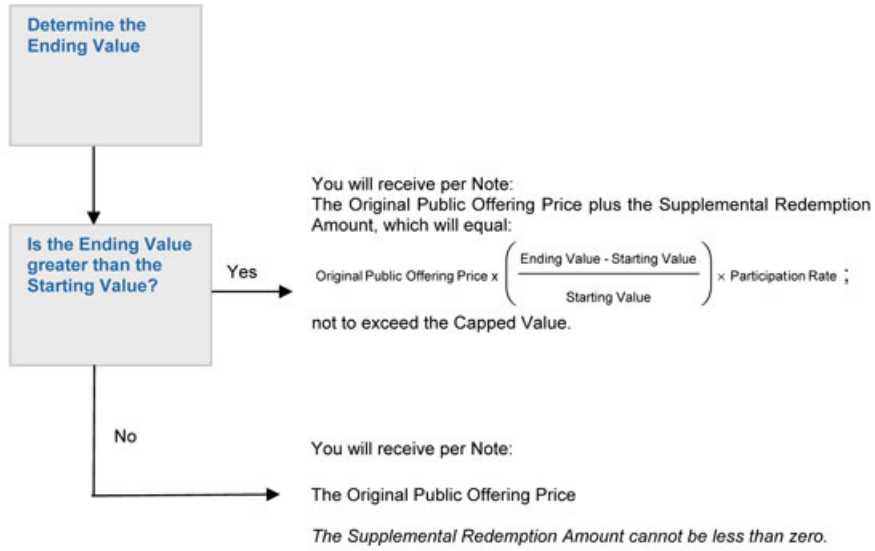 Determine the
Ending Value
Is the Ending Value
greater than the
Starting Value?
Yes
You will receive per Note:
The Original Public Offering Price plus the Supplemental Redemption
Amount, which will equal:
Original Public Offering Price x ( Ending Value - Starting Value / Starting Value ) × Participation Rate ;
not to exceed the Capped Value.
No
You will receive per Note:
The Original Public Offering Price
The Supplemental Redemption Amount cannot be less than zero.